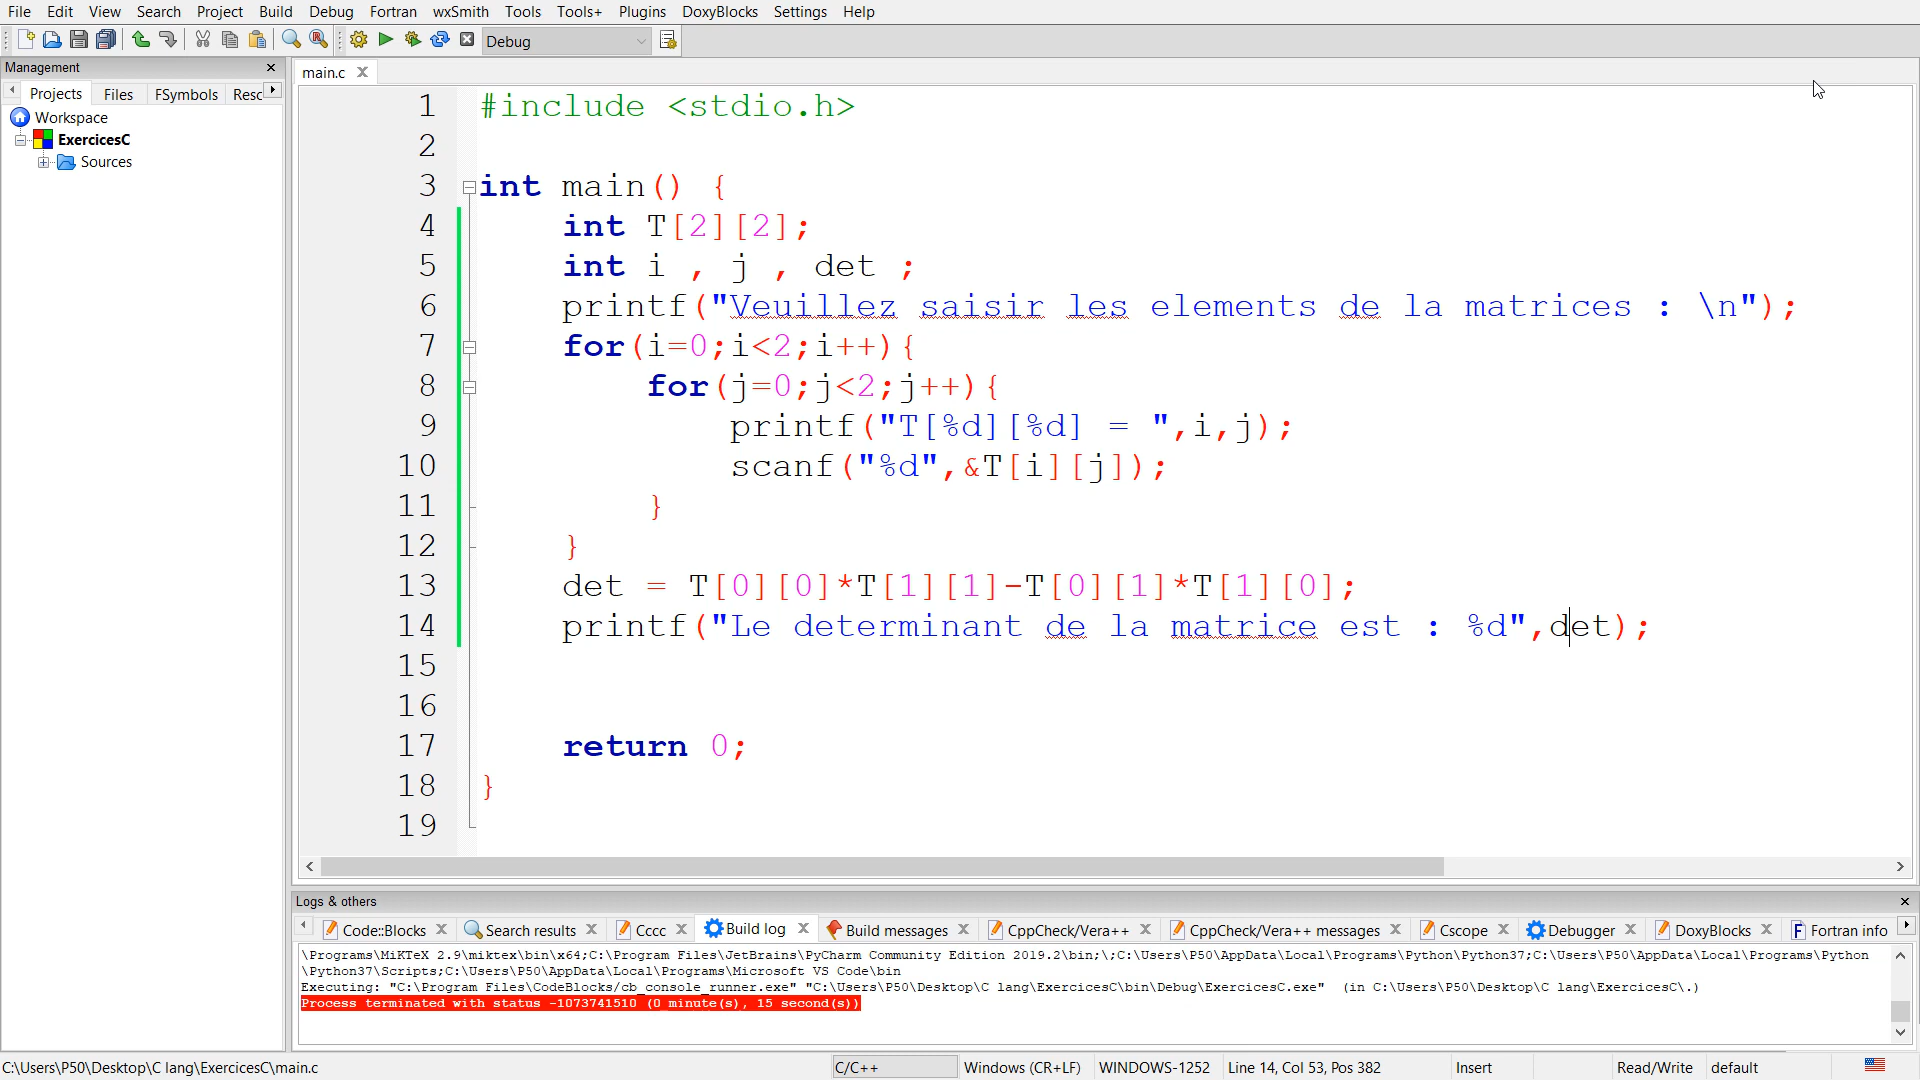 File Edit View Search Project Build Debug Fortran wxSmith Tools Tools+ Plugins DoxyBlocks Settings Help
Debug
Management
Projects Files FSymbols Resc
Workspace
ExercicesC
Sources
main.c
1 #include <stdio.h>
2
3 int main() {
4 int T[2][2];
5 int i , j , det ;
6 printf("Veuillez saisir les elements de la matrices : \n");
7 for(i=0;i<2;i++){
8 for(j=0;j<2;j++){
9 printf("T[%d][%d] = ",i,j);
10 scanf("%d",&T[i][j]);
11 }
12 }
13 det = T[0][0]*T[1][1]-T[0][1]*T[1][0];
14 printf("Le determinant de la matrice est : %d",det);
15
16
17 return 0;
18 }
19
Logs & others
Code::Blocks Search results Cccc Build log Build messages CppCheck/Vera++ CppCheck/Vera++ messages Cscope Debugger DoxyBlocks Fortran info
\Programs\MiKTeX 2.9\miktex\bin\x64;C:\Program Files\JetBrains\PyCharm Community Edition 2019.2\bin;\;C:\Users\P50\AppData\Local\Programs\Python\Python37;C:\Users\P50\AppData\Local\Programs\Python
\Python37\Scripts;C:\Users\P50\AppData\Local\Programs\Microsoft VS Code\bin
Executing: "C:\Program Files\CodeBlocks/cb_console_runner.exe" "C:\Users\P50\Desktop\C lang\ExercicesC\bin\Debug\ExercicesC.exe" (in C:\Users\P50\Desktop\C lang\ExercicesC\.)
Process terminated with status -1073741510 (0 minute(s), 15 second(s))
C:\Users\P50\Desktop\C lang\ExercicesC\main.c C/C++ Windows (CR+LF) WINDOWS-1252 Line 14, Col 53, Pos 382 Insert Read/Write default